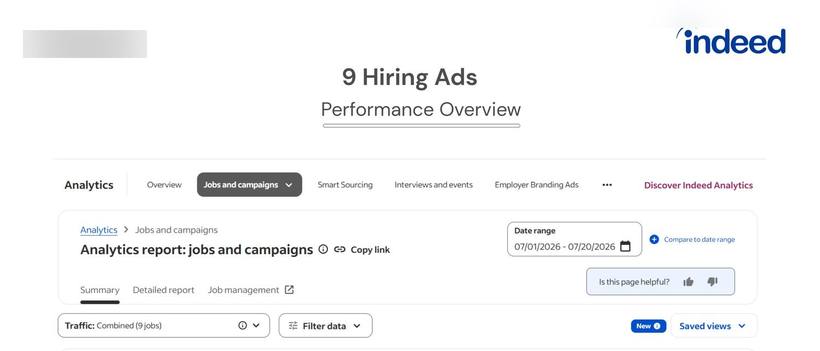 indeed
9 Hiring Ads
Performance Overview
Analytics Overview Jobs and campaigns Smart Sourcing Interviews and events Employer Branding Ads ••• Discover Indeed Analytics
Analytics > Jobs and campaigns
Analytics report: jobs and campaigns Copy link
Date range
07/01/2026 - 07/20/2026
Compare to date range
Is this page helpful?
Summary Detailed report Job management
Traffic: Combined (9 jobs) Filter data New Saved views